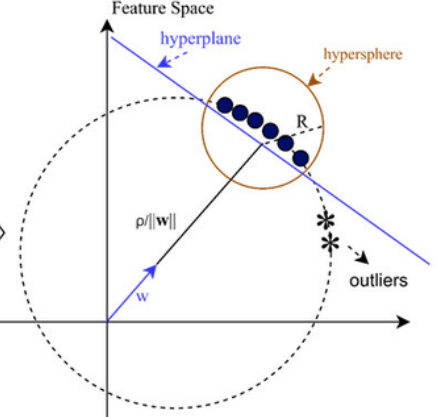 Feature Space
hyperplane
hypersphere
R
ρ/||w||
w
outliers